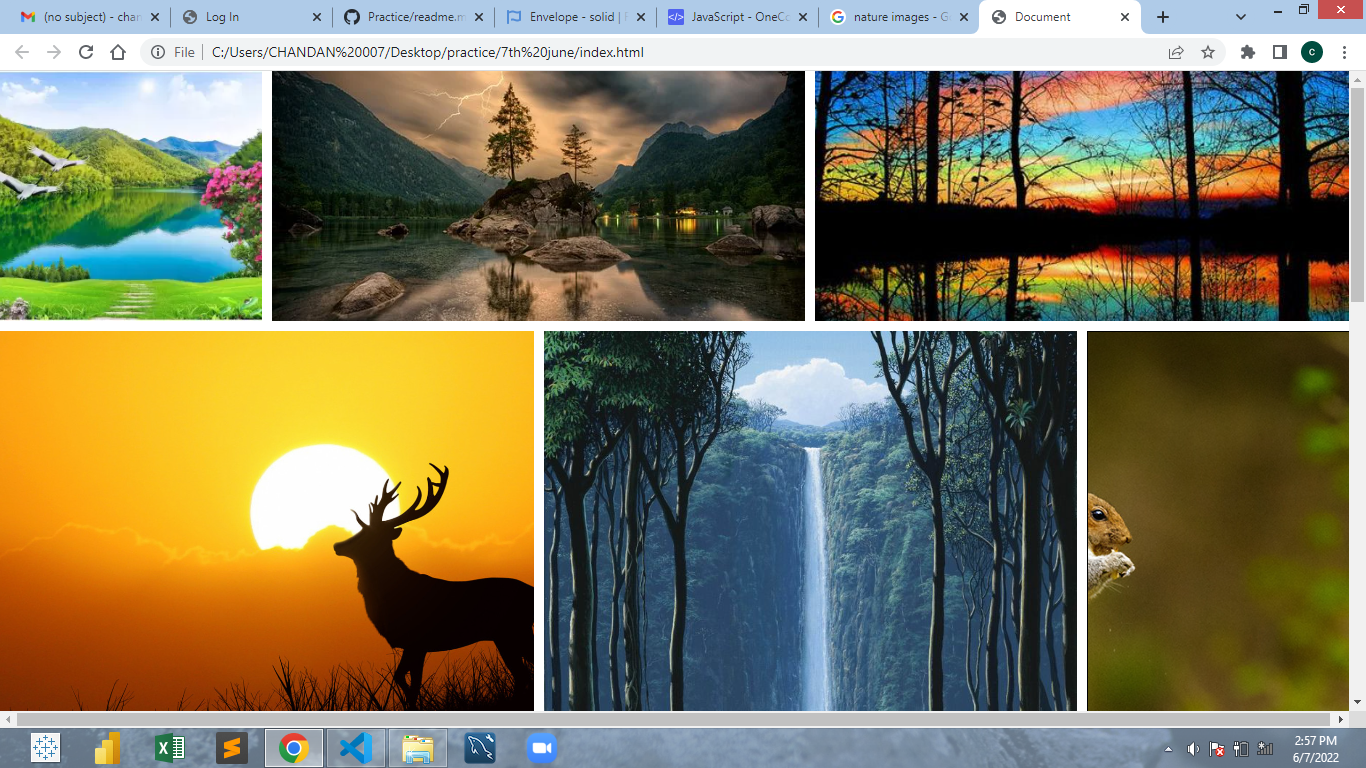 (no subject) - chan
Log In
Practice/readme.m
Envelope - solid | F
JavaScript - OneCo
nature images - G
Document
File
C:/Users/CHANDAN%20007/Desktop/practice/7th%20june/index.html
c
2:57 PM
6/7/2022